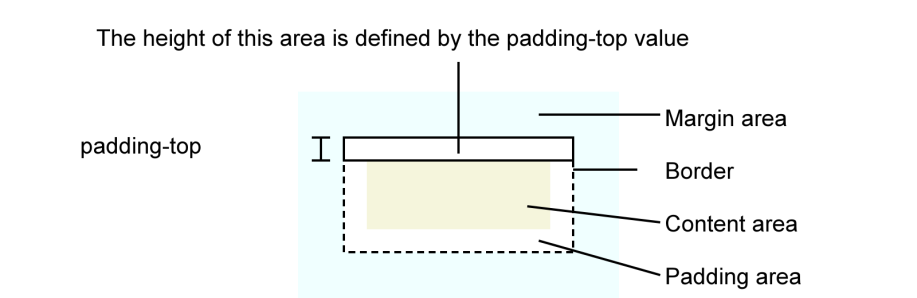 The height of this area is defined by the padding-top value
Margin area
padding-top
Border
Content area
Padding area